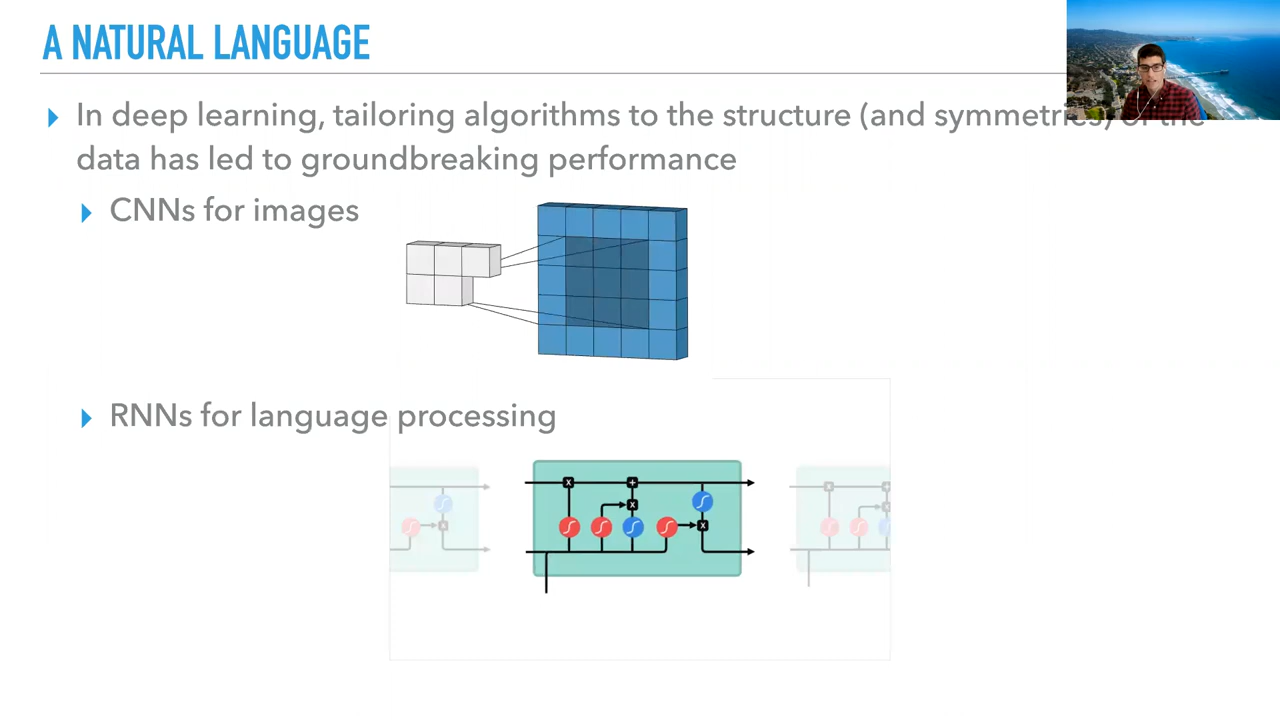 A NATURAL LANGUAGE
In deep learning, tailoring algorithms to the structure (and symmetries) of the
data has led to groundbreaking performance
CNNs for images
RNNs for language processing
x + x x